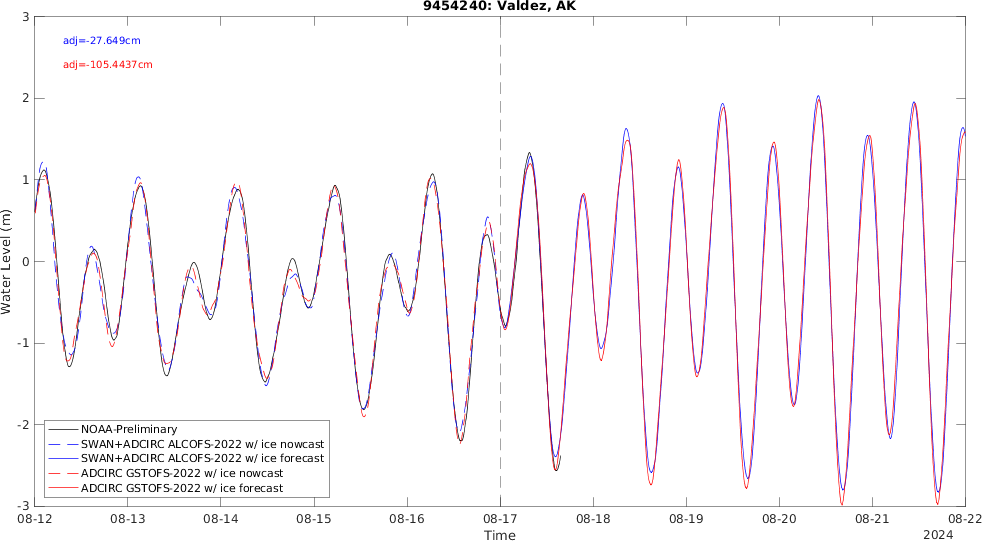 9454240: Valdez, AK
adj=-27.649cm
adj=-105.4437cm
Water Level (m)
3
2
1
0
-1
-2
-3
NOAA-Preliminary
SWAN+ADCIRC ALCOFS-2022 w/ ice nowcast
SWAN+ADCIRC ALCOFS-2022 w/ ice forecast
ADCIRC GSTOFS-2022 w/ ice nowcast
ADCIRC GSTOFS-2022 w/ ice forecast
08-12 08-13 08-14 08-15 08-16 08-17 08-18 08-19 08-20 08-21 08-22
Time
2024